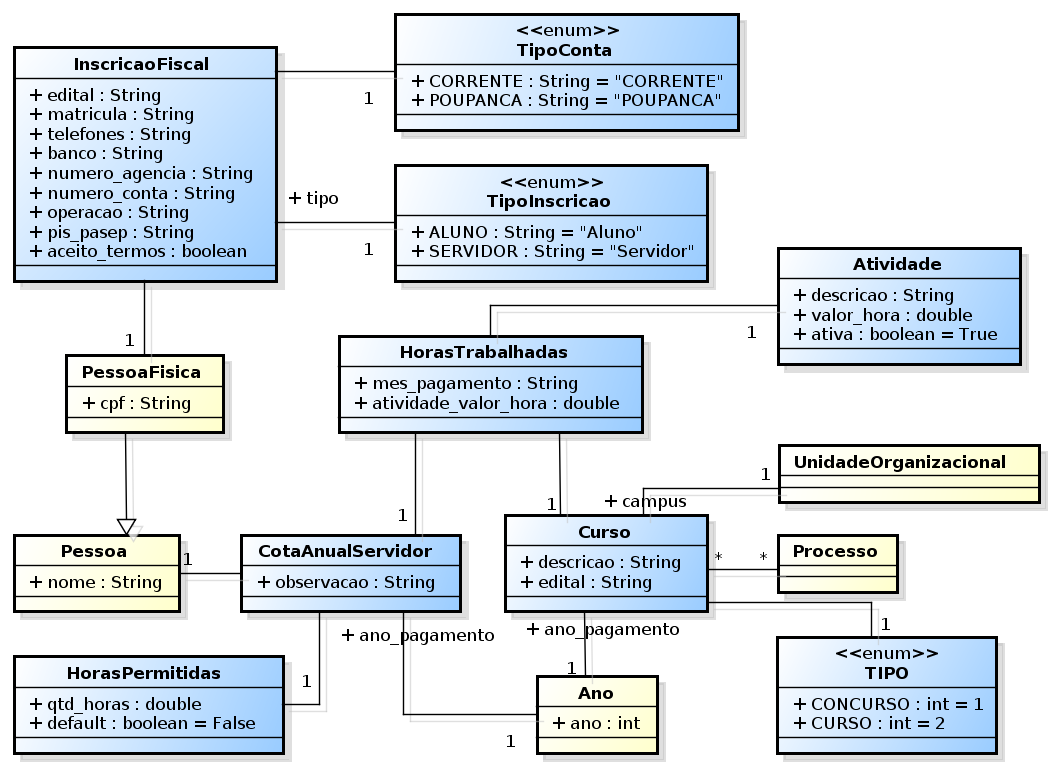 InscricaoFiscal
+ edital : String
+ matricula : String
+ telefones : String
+ banco : String
+ numero_agencia : String
+ numero_conta : String
+ operacao : String
+ pis_pasep : String
+ aceito_termos : boolean
<<enum>>
TipoConta
+ CORRENTE : String = "CORRENTE"
+ POUPANCA : String = "POUPANCA"
1
<<enum>>
TipoInscricao
+ ALUNO : String = "Aluno"
+ SERVIDOR : String = "Servidor"
+ tipo
1
Atividade
+ descricao : String
+ valor_hora : double
+ ativa : boolean = True
1
HorasTrabalhadas
+ mes_pagamento : String
+ atividade_valor_hora : double
1
PessoaFisica
+ cpf : String
UnidadeOrganizacional
1
+ campus
1
1
Pessoa
+ nome : String
1
CotaAnualServidor
+ observacao : String
Curso
+ descricao : String
+ edital : String
*
*
Processo
+ ano_pagamento
+ ano_pagamento
1
<<enum>>
TIPO
+ CONCURSO : int = 1
+ CURSO : int = 2
HorasPermitidas
+ qtd_horas : double
+ default : boolean = False
1
1
Ano
+ ano : int
1